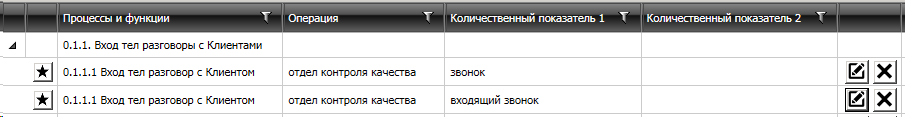 Процессы и функции Операция Количественный показатель 1 Количественный показатель 2
0.1.1. Вход тел разговоры с Клиентами
0.1.1.1 Вход тел разговор с Клиентом отдел контроля качества звонок
0.1.1.1 Вход тел разговор с Клиентом отдел контроля качества входящий звонок